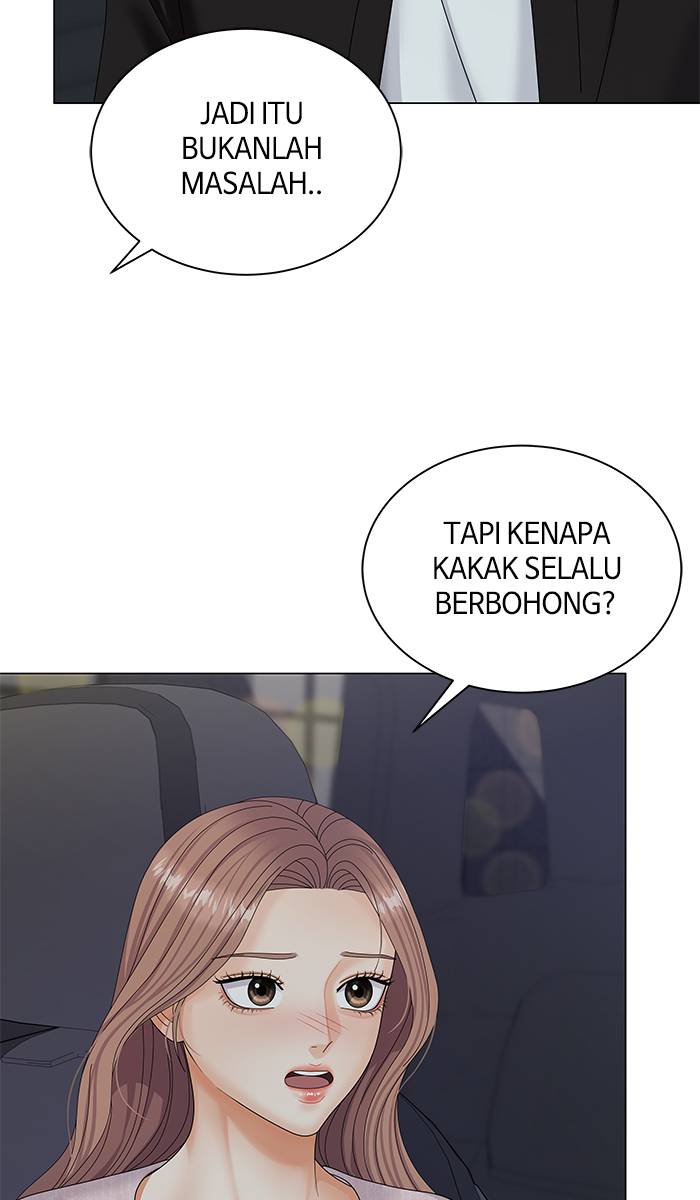 JADI ITU
BUKANLAH
MASALAH..
TAPI KENAPA
KAKAK SELALU
BERBOHONG?